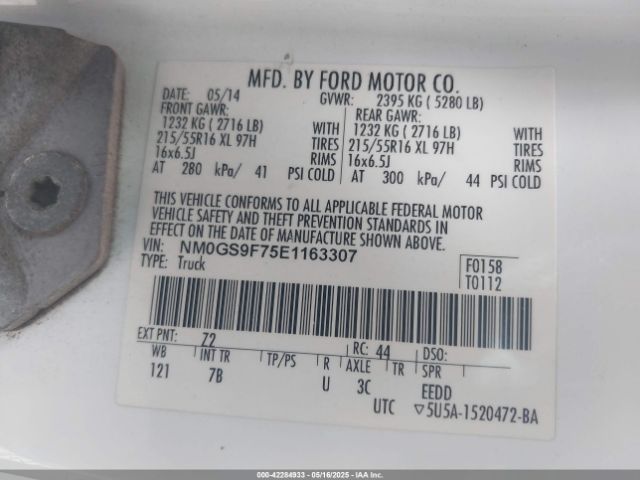 MFD. BY FORD MOTOR CO.
DATE: 05/14 GVWR: 2395 KG ( 5280 LB)
FRONT GAWR: REAR GAWR:
1232 KG ( 2716 LB) WITH 1232 KG ( 2716 LB) WITH
215/55R16 XL 97H TIRES 215/55R16 XL 97H TIRES
16x6.5J RIMS 16x6.5J RIMS
AT 280 kPa/ 41 PSI COLD AT 300 kPa/ 44 PSI COLD
THIS VEHICLE CONFORMS TO ALL APPLICABLE FEDERAL MOTOR
VEHICLE SAFETY AND THEFT PREVENTION STANDARDS IN
EFFECT ON THE DATE OF MANUFACTURE SHOWN ABOVE.
VIN: NM0GS9F75E1163307
TYPE: Truck
F0158
T0112
EXT PNT: Z2 RC: 44 DSO:
WB INT TR TP/PS R AXLE TR SPR
121 7B U 3C EEDD
UTC ▽5U5A-1520472-BA
000-42284933 - 05/16/2025 - IAA Inc.